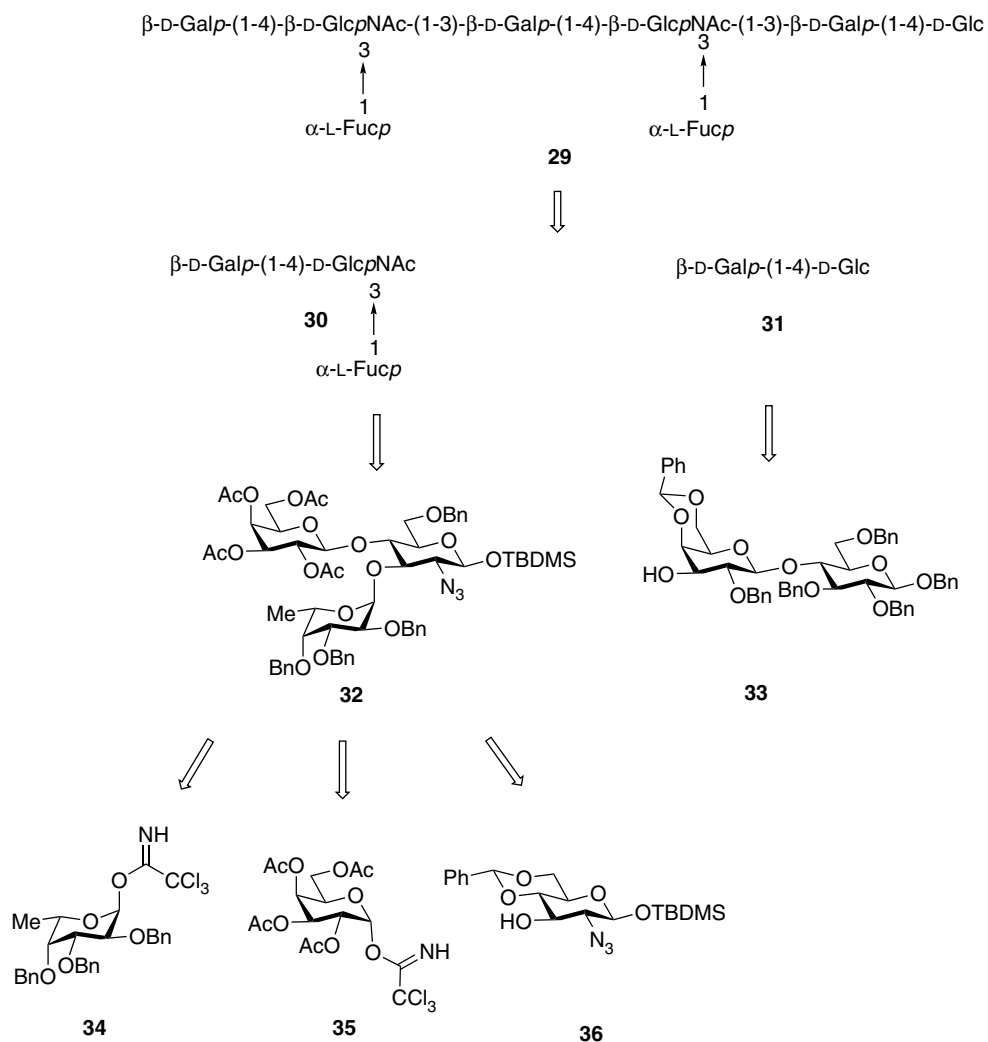 β-D-Galp-(1-4)-β-D-GlcpNAc-(1-3)-β-D-Galp-(1-4)-β-D-GlcpNAc-(1-3)-β-D-Galp-(1-4)-D-Glc
3 3
1 1
α-L-Fucp α-L-Fucp
29
β-D-Galp-(1-4)-D-GlcpNAc
3
30
1
α-L-Fucp
β-D-Galp-(1-4)-D-Glc
31
AcO OAc
O
AcO
OAc
O
OBn
O
OTBDMS
O
N3
Me
O
OBn
BnO
OBn
32
Ph
O
O
O
HO
OBn
O
OBn
O
BnO
OBn
OBn
33
NH
O
CCl3
Me
O
OBn
OBn
BnO
34
AcO OAc
O
AcO
AcO
O
NH
CCl3
35
Ph
O
O
O
HO
OTBDMS
N3
36